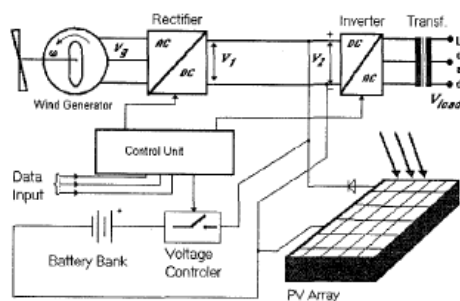 Rectifier
Inverter
Transf.
ω
Vg
AC
DC
V1
V2
+
DC
AC
L
o
a
d
Wind Generator
Vload
Control Unit
Data
Input
+
Battery Bank
Voltage
Controler
PV Array